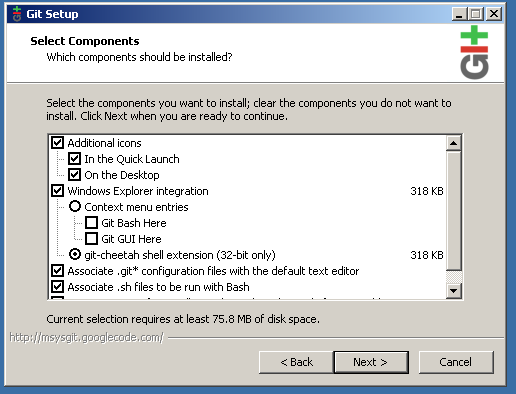 Git Setup
Select Components
Which components should be installed?
Git
Select the components you want to install; clear the components you do not want to
install. Click Next when you are ready to continue.
Additional icons
In the Quick Launch
On the Desktop
Windows Explorer integration 318 KB
Context menu entries
Git Bash Here
Git GUI Here
git-cheetah shell extension (32-bit only) 318 KB
Associate .git* configuration files with the default text editor
Associate .sh files to be run with Bash
Current selection requires at least 75.8 MB of disk space.
http://msysgit.googlecode.com/
< Back Next > Cancel